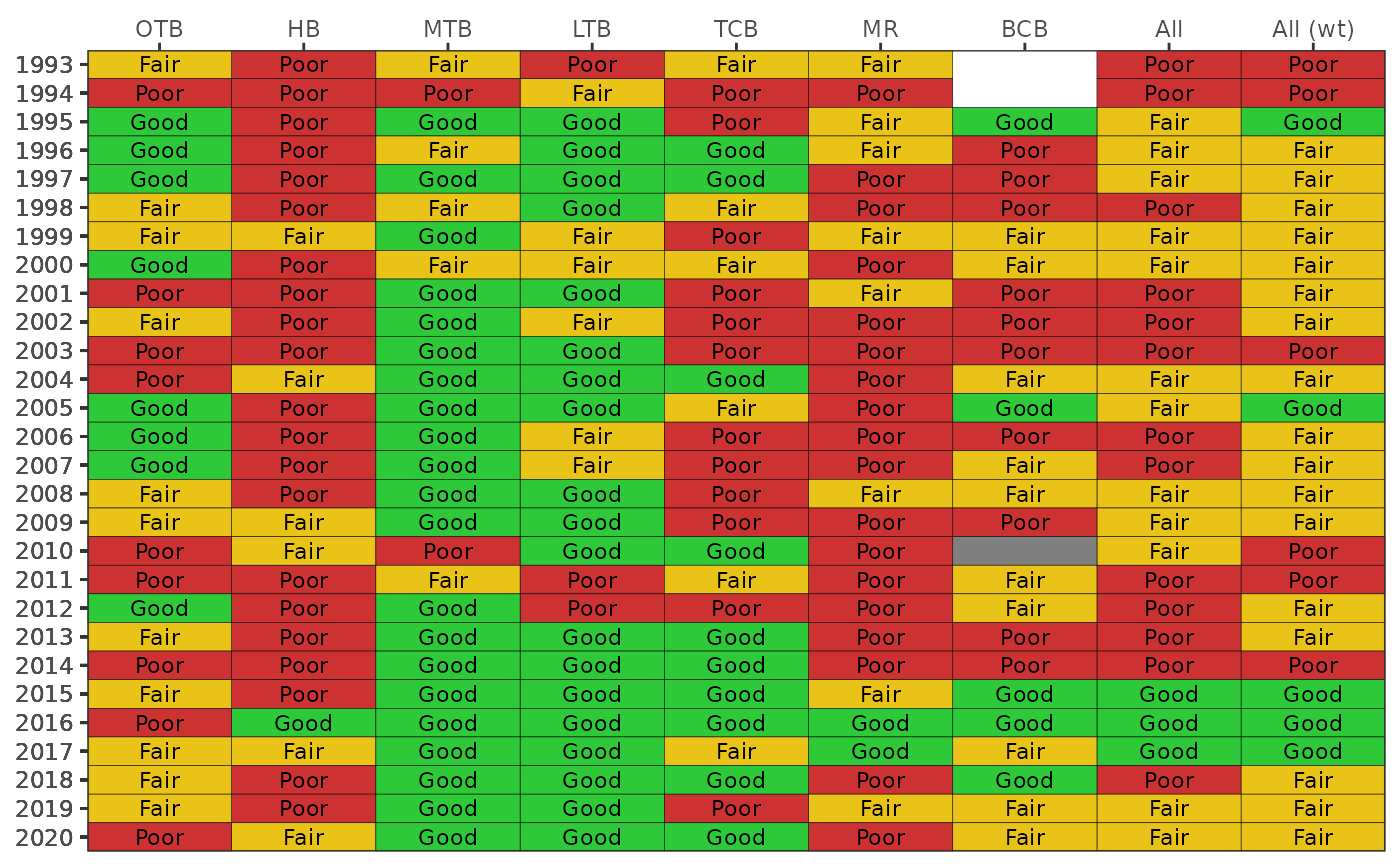 OTB HB MTB LTB TCB MR BCB All All (wt)
1993 Fair Poor Fair Poor Fair Fair Poor Poor
1994 Poor Poor Poor Fair Poor Poor Poor Poor
1995 Good Poor Good Good Poor Fair Good Fair Good
1996 Good Poor Fair Good Good Fair Poor Fair Fair
1997 Good Poor Good Good Good Poor Poor Fair Fair
1998 Fair Poor Fair Good Fair Poor Poor Poor Fair
1999 Fair Fair Good Fair Poor Fair Fair Fair Fair
2000 Good Poor Fair Fair Fair Poor Fair Fair Fair
2001 Poor Poor Good Good Poor Fair Poor Poor Fair
2002 Fair Poor Good Fair Poor Poor Poor Poor Fair
2003 Poor Poor Good Good Poor Poor Poor Poor Poor
2004 Poor Fair Good Good Good Poor Fair Fair Fair
2005 Good Poor Good Good Fair Poor Good Fair Good
2006 Good Poor Good Fair Poor Poor Poor Poor Fair
2007 Good Poor Good Fair Poor Poor Fair Poor Fair
2008 Fair Poor Good Good Poor Fair Fair Fair Fair
2009 Fair Fair Good Good Poor Poor Poor Fair Fair
2010 Poor Fair Poor Good Good Poor Fair Poor
2011 Poor Poor Fair Poor Fair Poor Fair Poor Poor
2012 Good Poor Good Poor Poor Poor Fair Poor Fair
2013 Fair Poor Good Good Good Poor Poor Poor Fair
2014 Poor Poor Good Good Good Poor Poor Poor Poor
2015 Fair Poor Good Good Good Fair Good Good Good
2016 Poor Good Good Good Good Good Good Good Good
2017 Fair Fair Good Good Fair Good Fair Good Good
2018 Fair Poor Good Good Good Poor Good Poor Fair
2019 Fair Poor Good Good Poor Fair Fair Fair Fair
2020 Poor Fair Good Good Good Poor Fair Fair Fair